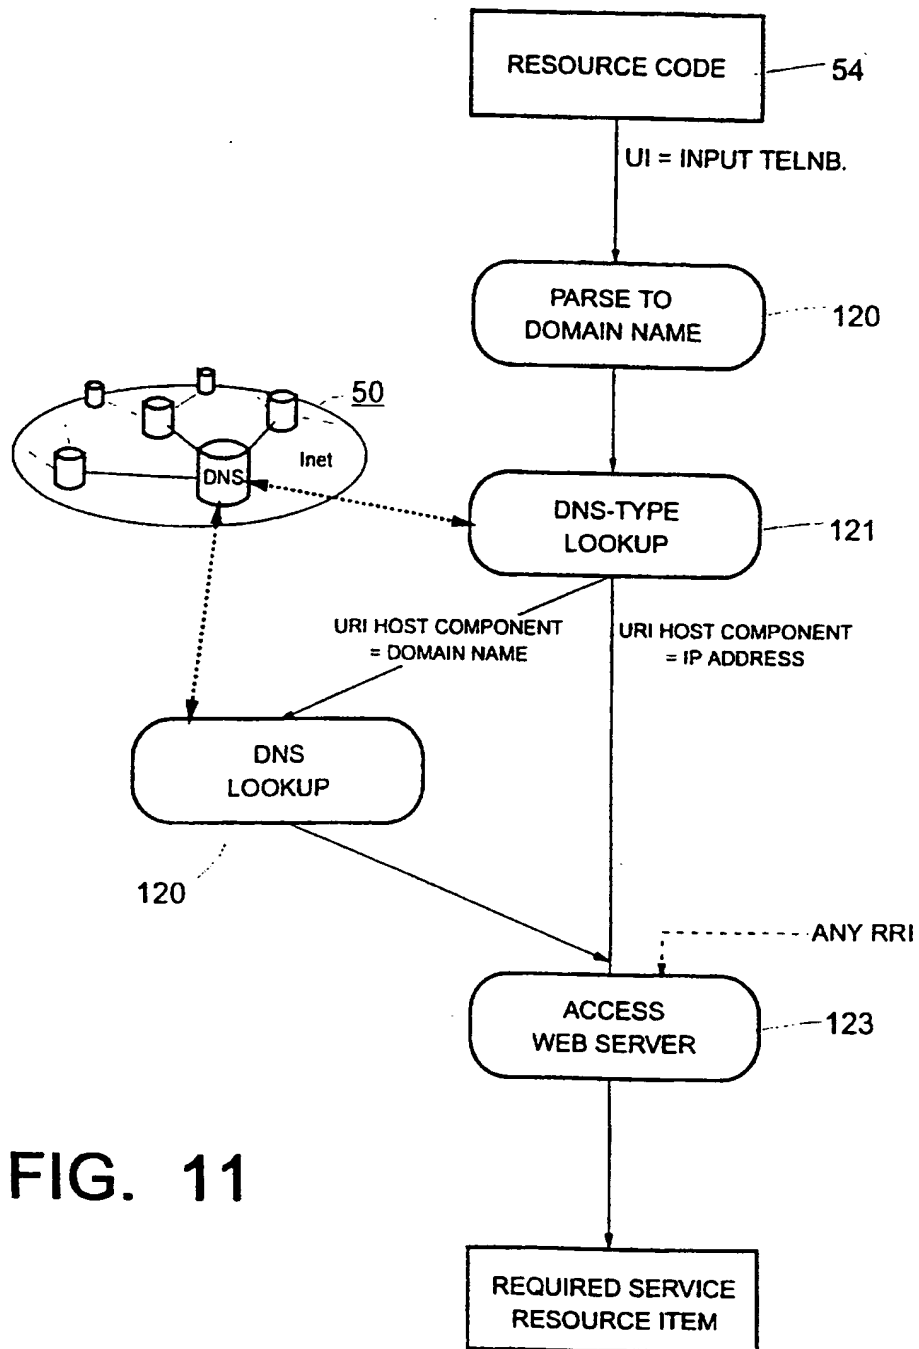 RESOURCE CODE
54
UI = INPUT TELNB.
PARSE TO
DOMAIN NAME
120
50
Inet
DNS
DNS-TYPE
LOOKUP
121
URI HOST COMPONENT
= DOMAIN NAME
URI HOST COMPONENT
= IP ADDRESS
DNS
LOOKUP
120
ANY RRI
ACCESS
WEB SERVER
123
FIG. 11
REQUIRED SERVICE
RESOURCE ITEM